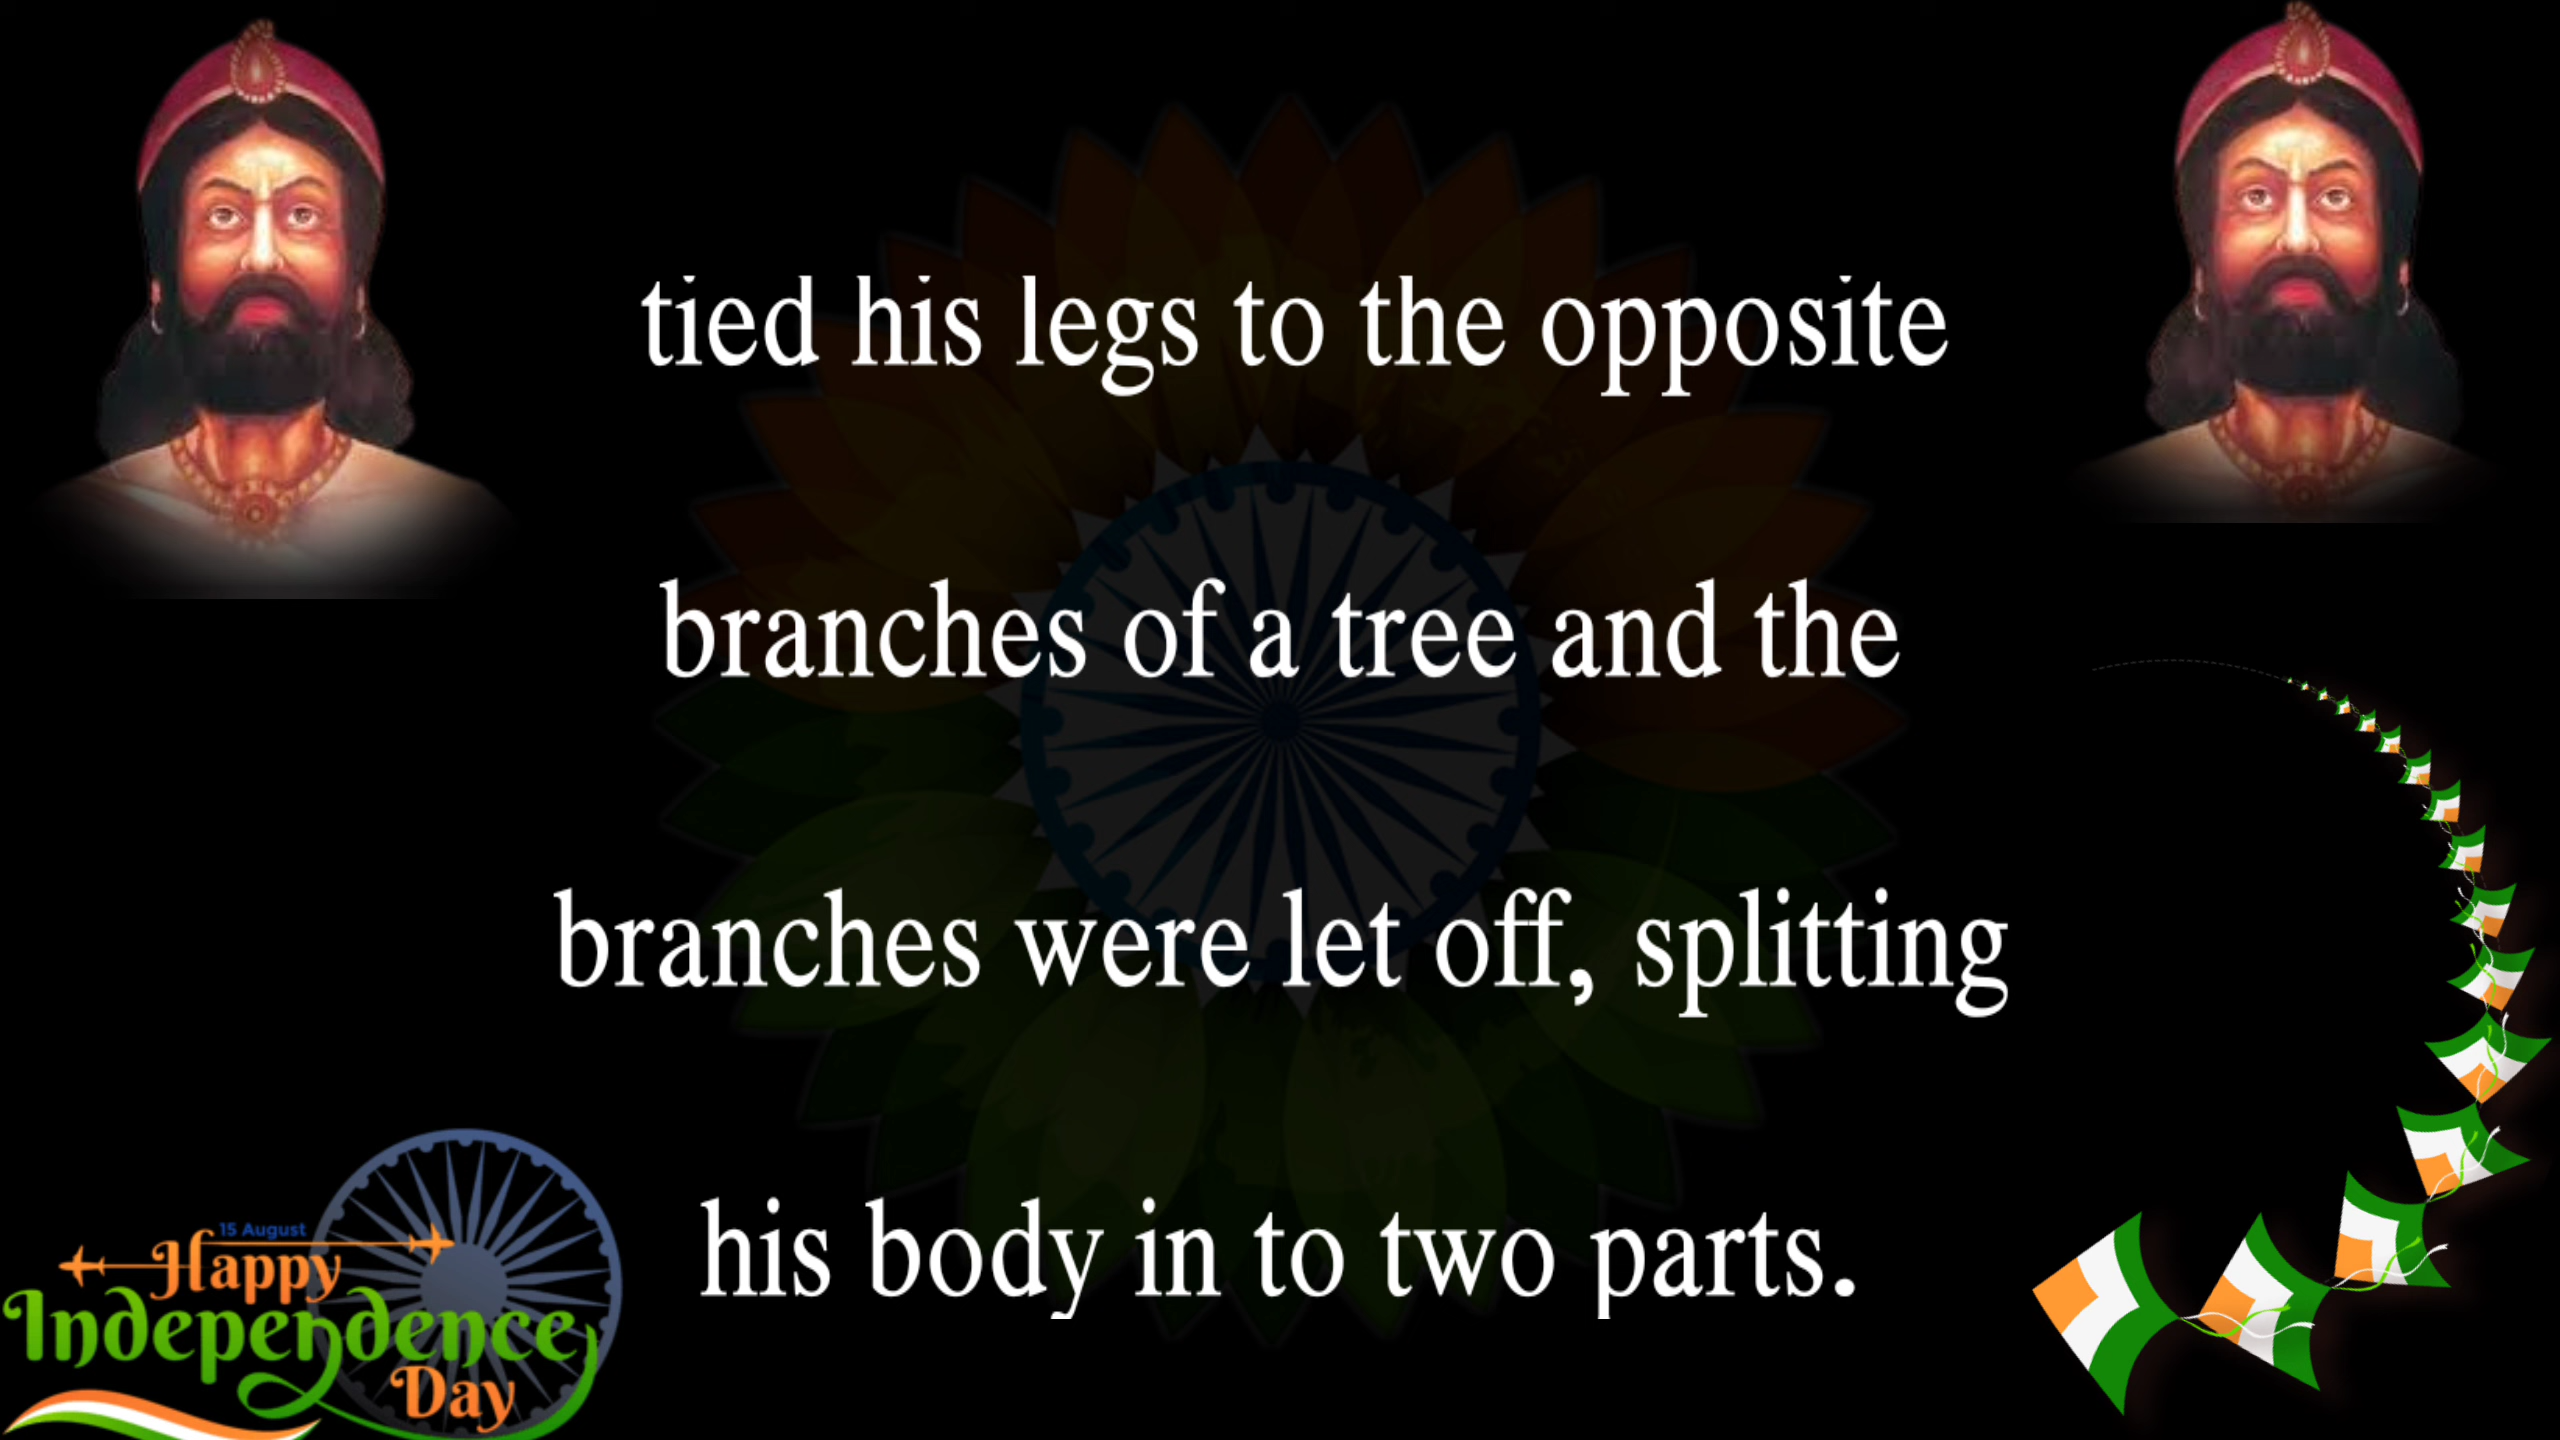 tied his legs to the opposite
branches of a tree and the
branches were let off, splitting
his body in to two parts.
15 August
Happy
Independence
Day